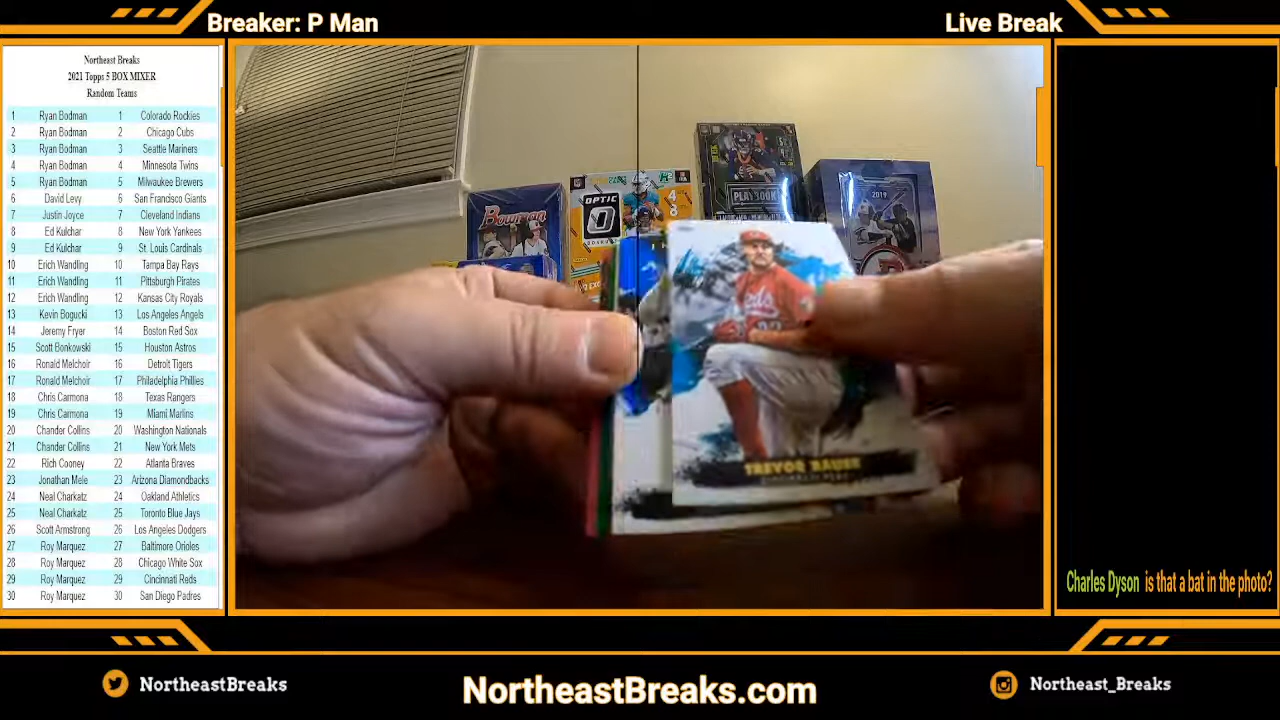 Breaker: P Man
Live Break
Northeast Breaks
2021 Topps 5 BOX MIXER
Random Teams
1 Ryan Bodman 1 Colorado Rockies
2 Ryan Bodman 2 Chicago Cubs
3 Ryan Bodman 3 Seattle Mariners
4 Ryan Bodman 4 Minnesota Twins
5 Ryan Bodman 5 Milwaukee Brewers
6 David Levy 6 San Francisco Giants
7 Justin Joyce 7 Cleveland Indians
8 Ed Kulchar 8 New York Yankees
9 Ed Kulchar 9 St. Louis Cardinals
10 Erich Wandling 10 Tampa Bay Rays
11 Erich Wandling 11 Pittsburgh Pirates
12 Erich Wandling 12 Kansas City Royals
13 Kevin Bogucki 13 Los Angeles Angels
14 Jeremy Fryer 14 Boston Red Sox
15 Scott Bonkowski 15 Houston Astros
16 Ronald Melchoir 16 Detroit Tigers
17 Ronald Melchoir 17 Philadelphia Phillies
18 Chris Carmona 18 Texas Rangers
19 Chris Carmona 19 Miami Marlins
20 Chander Collins 20 Washington Nationals
21 Chander Collins 21 New York Mets
22 Rich Cooney 22 Atlanta Braves
23 Jonathan Meie 23 Arizona Diamondbacks
24 Neal Charkatz 24 Oakland Athletics
25 Neal Charkatz 25 Toronto Blue Jays
26 Scott Armstrong 26 Los Angeles Dodgers
27 Roy Marquez 27 Baltimore Orioles
28 Roy Marquez 28 Chicago White Sox
29 Roy Marquez 29 Cincinnati Reds
30 Roy Marquez 30 San Diego Padres
Bowman
OPTIC
PLAYBOOK
2019
TREVOR BAUER
Charles Dyson is that a bat in the photo?
NortheastBreaks
NortheastBreaks.com
Northeast_Breaks